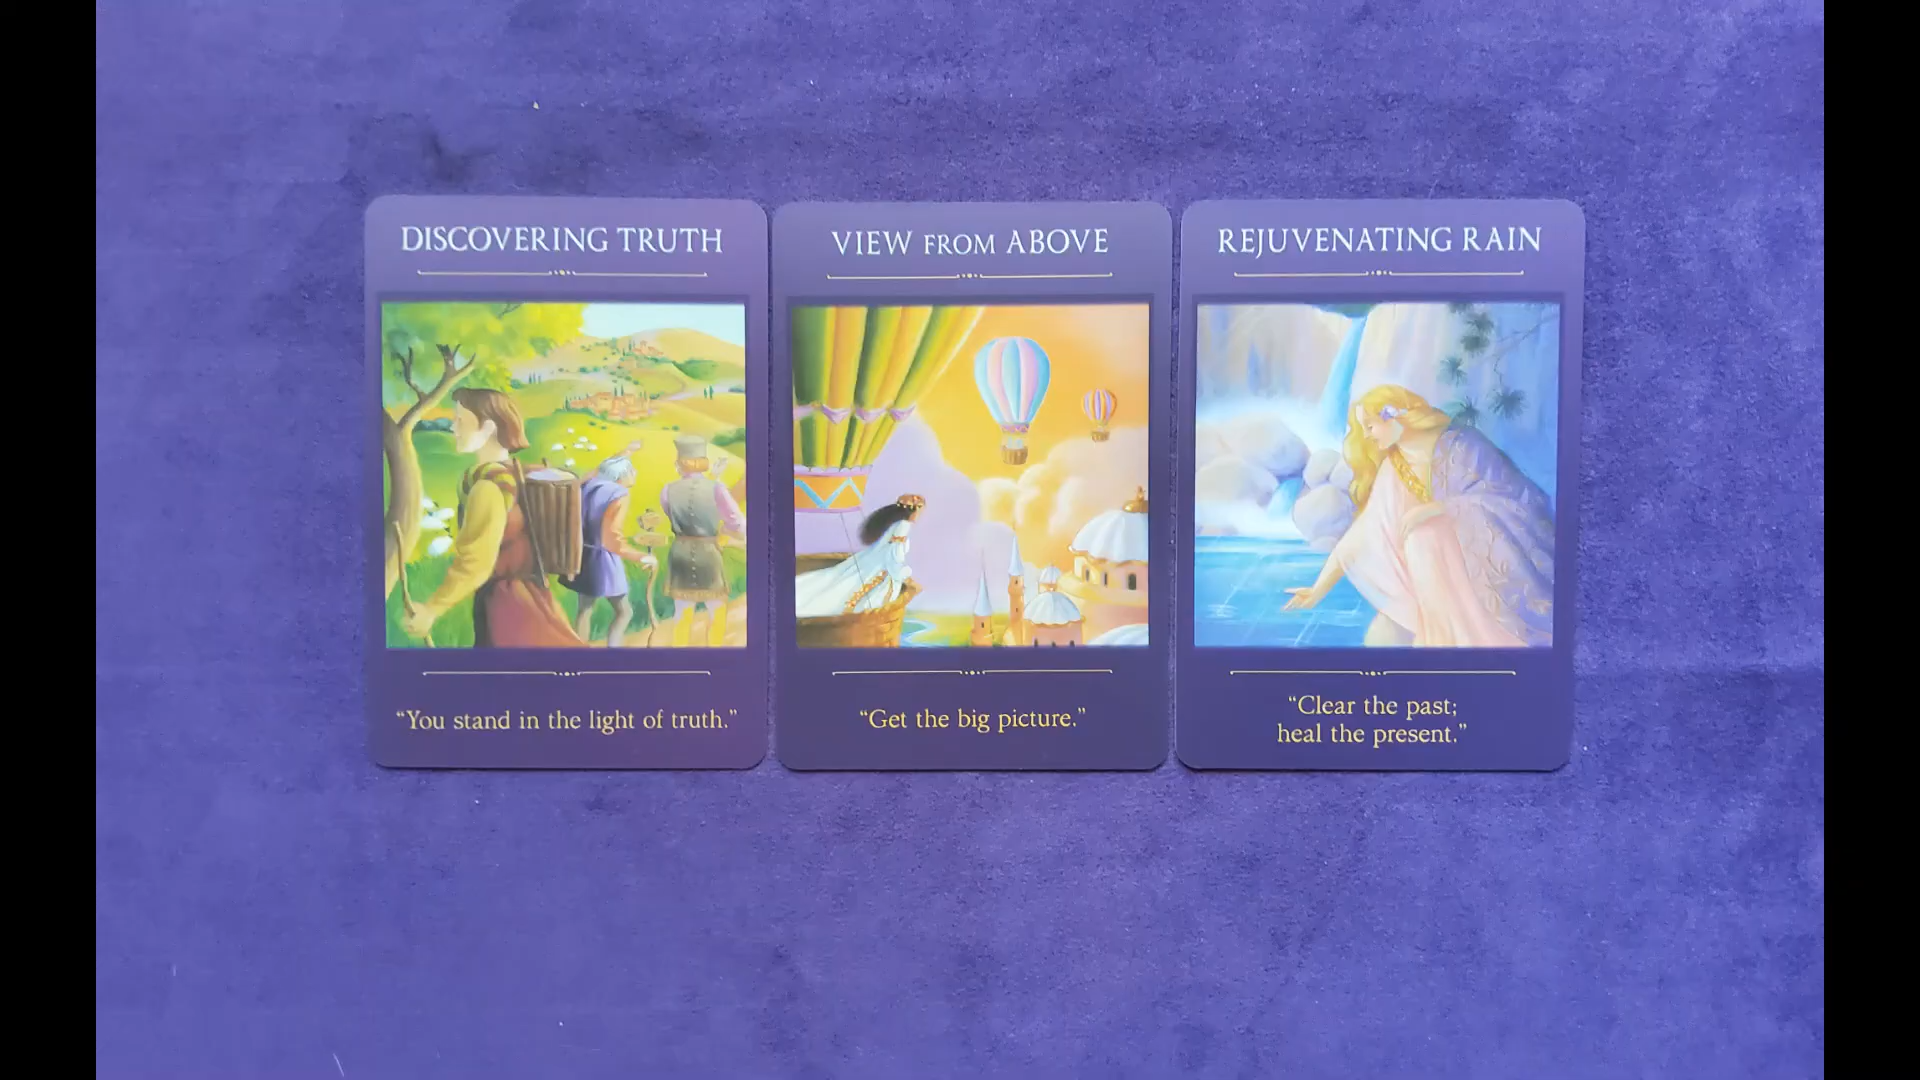 DISCOVERING TRUTH
"You stand in the light of truth."
VIEW FROM ABOVE
"Get the big picture."
REJUVENATING RAIN
"Clear the past;
heal the present."